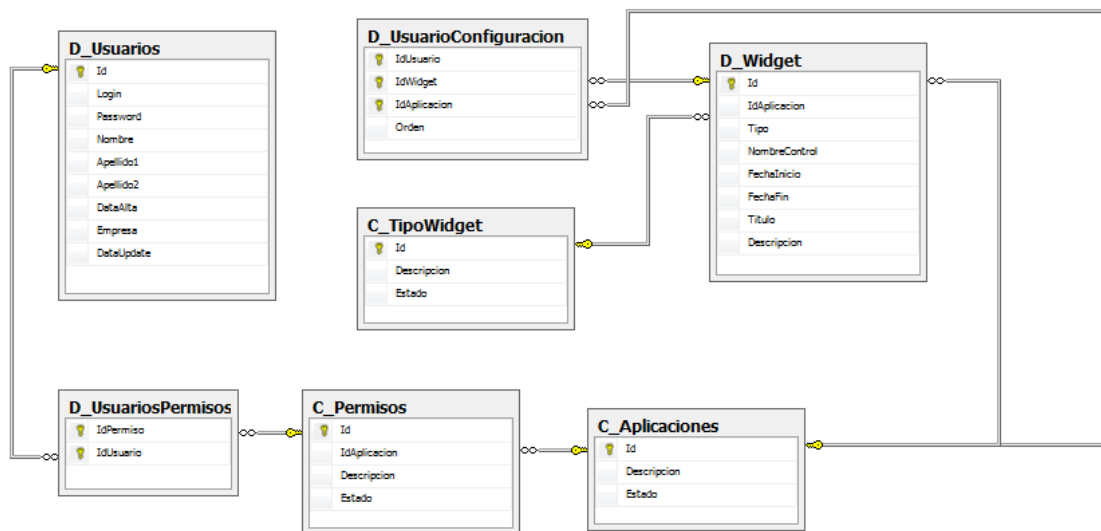 D_Usuarios
Id
Login
Password
Nombre
Apellido1
Apellido2
DataAlta
Empresa
DataUpdate
D_UsuarioConfiguracion
IdUsuario
IdWidget
IdAplicacion
Orden
D_Widget
Id
IdAplicacion
Tipo
NombreControl
FechaInicio
FechaFin
Titulo
Descripcion
C_TipoWidget
Id
Descripcion
Estado
D_UsuariosPermisos
IdPermiso
IdUsuario
C_Permisos
Id
IdAplicacion
Descripcion
Estado
C_Aplicaciones
Id
Descripcion
Estado